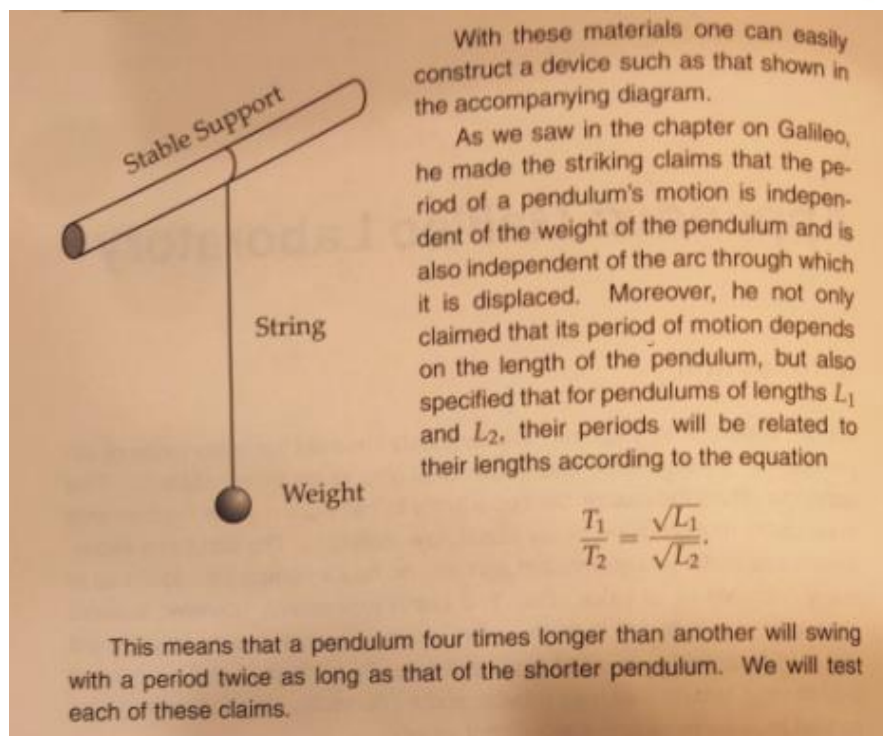 With these materials one can easily
construct a device such as that shown in
the accompanying diagram.
As we saw in the chapter on Galileo,
he made the striking claims that the pe-
riod of a pendulum's motion is indepen-
dent of the weight of the pendulum and is
also independent of the arc through which
it is displaced. Moreover, he not only
claimed that its period of motion depends
on the length of the pendulum, but also
specified that for pendulums of lengths L₁
and L₂, their periods will be related to
their lengths according to the equation
T₁/T₂ = √L₁/√L₂.
Stable Support
String
Weight
This means that a pendulum four times longer than another will swing
with a period twice as long as that of the shorter pendulum. We will test
each of these claims.